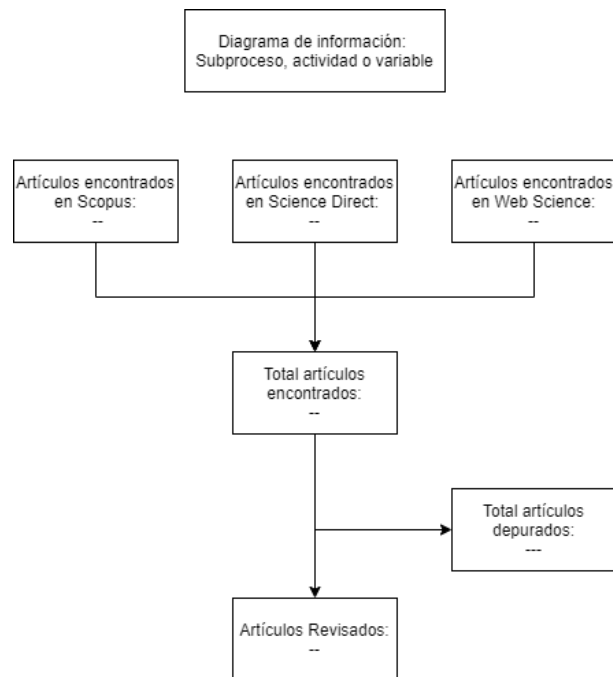 Diagrama de información:
Subproceso, actividad o variable
Artículos encontrados
en Scopus:
--
Artículos encontrados
en Science Direct:
--
Artículos encontrados
en Web Science:
--
Total artículos
encontrados:
--
Total artículos
depurados:
---
Artículos Revisados:
--